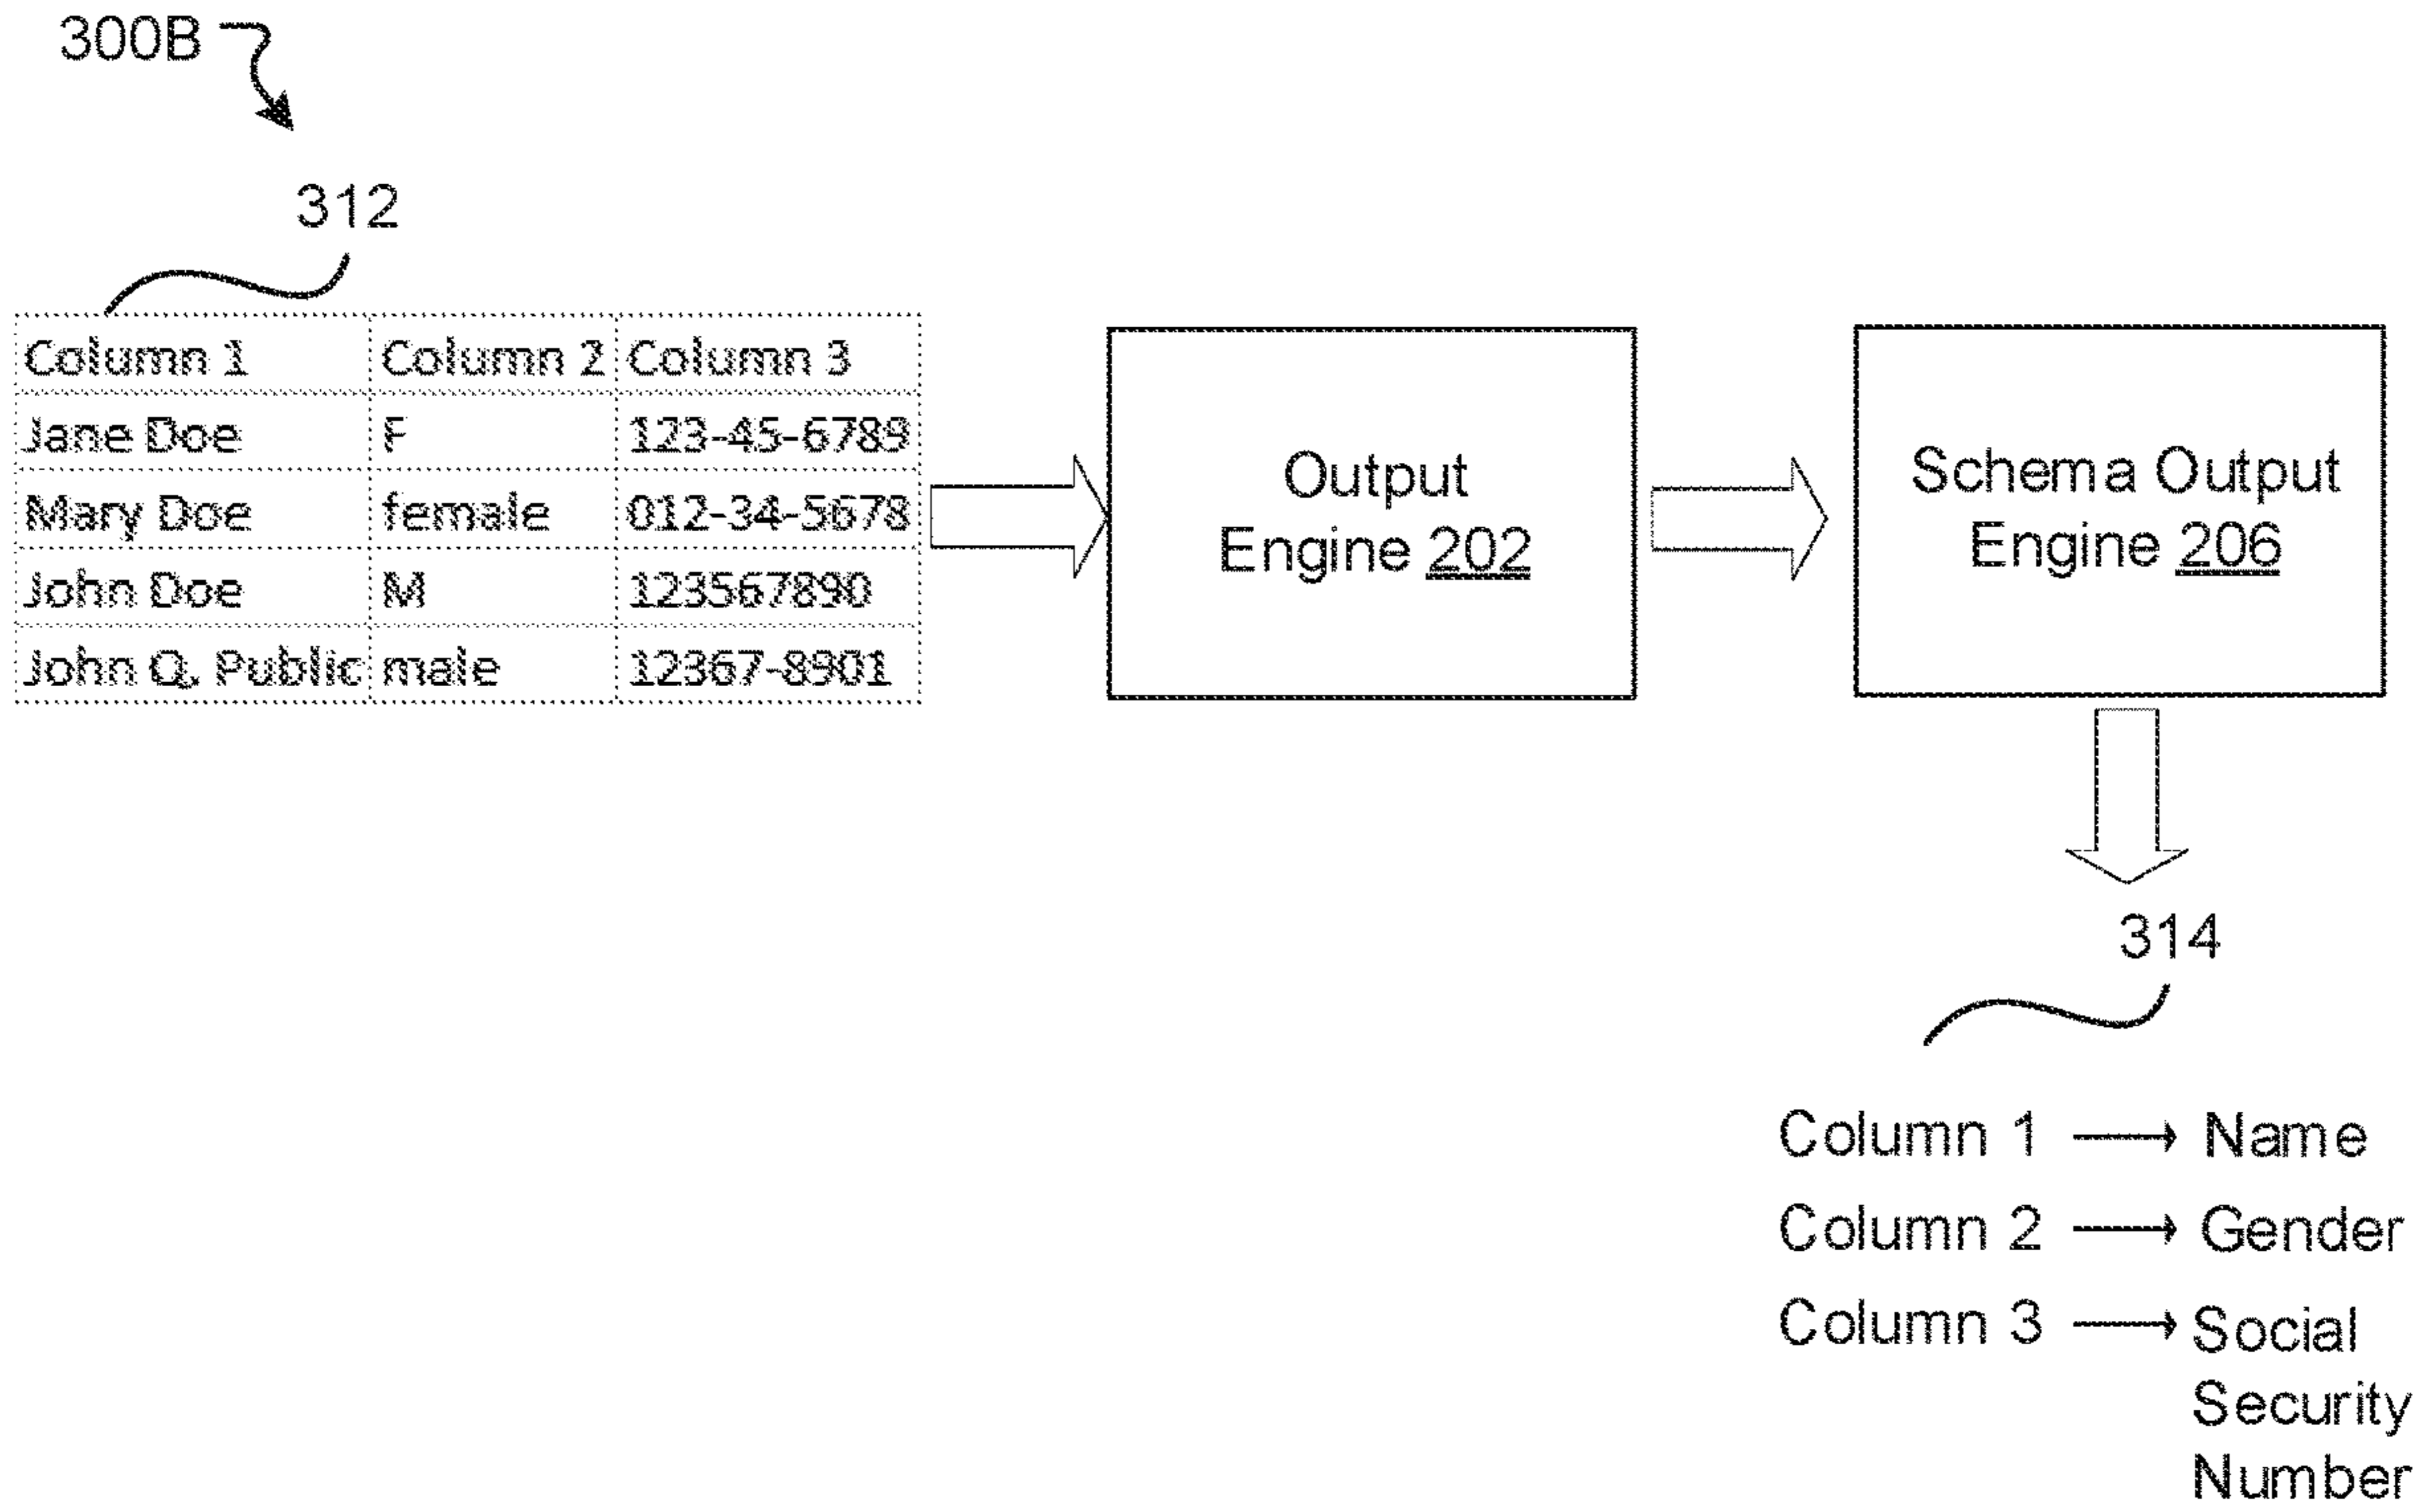 300B
312
Column 1 Column 2 Column 3
Jane Doe F 123-45-6789
Mary Doe female 012-34-5678
John Doe M 123567890
John Q. Public male 12367-8901
Output
Engine 202
Schema Output
Engine 206
314
Column 1 → Name
Column 2 → Gender
Column 3 → Social
Security
Number